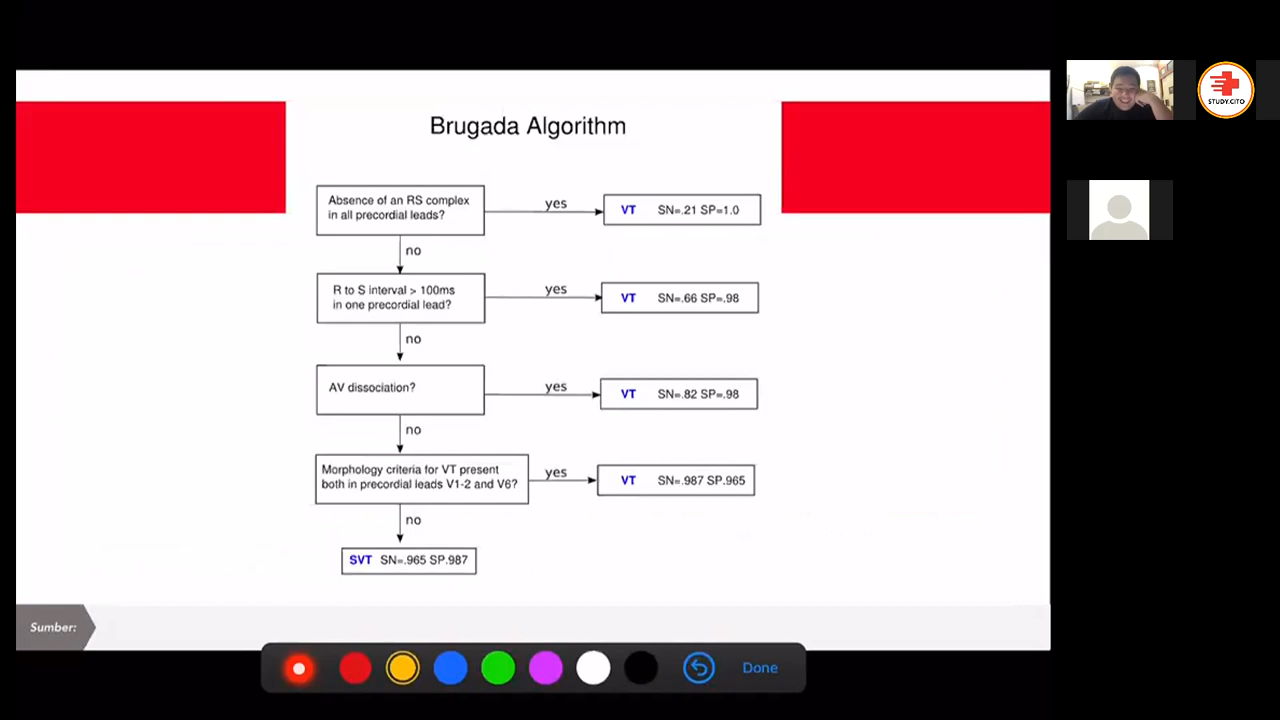 Brugada Algorithm
Absence of an RS complex
in all precordial leads?
yes
VT SN=.21 SP=1.0
no
R to S interval > 100ms
in one precordial lead?
yes
VT SN=.66 SP=.98
no
AV dissociation?
yes
VT SN=.82 SP=.98
no
Morphology criteria for VT present
both in precordial leads V1-2 and V6?
yes
VT SN=.987 SP.965
no
SVT SN=.965 SP.987
Sumber:
Done
STUDY.CITO